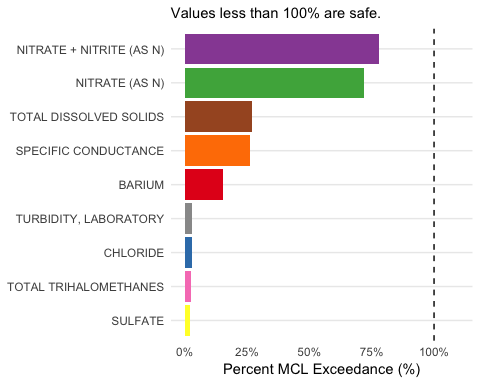 Values less than 100% are safe.
NITRATE + NITRITE (AS N)
NITRATE (AS N)
TOTAL DISSOLVED SOLIDS
SPECIFIC CONDUCTANCE
BARIUM
TURBIDITY, LABORATORY
CHLORIDE
TOTAL TRIHALOMETHANES
SULFATE
0% 25% 50% 75% 100%
Percent MCL Exceedance (%)